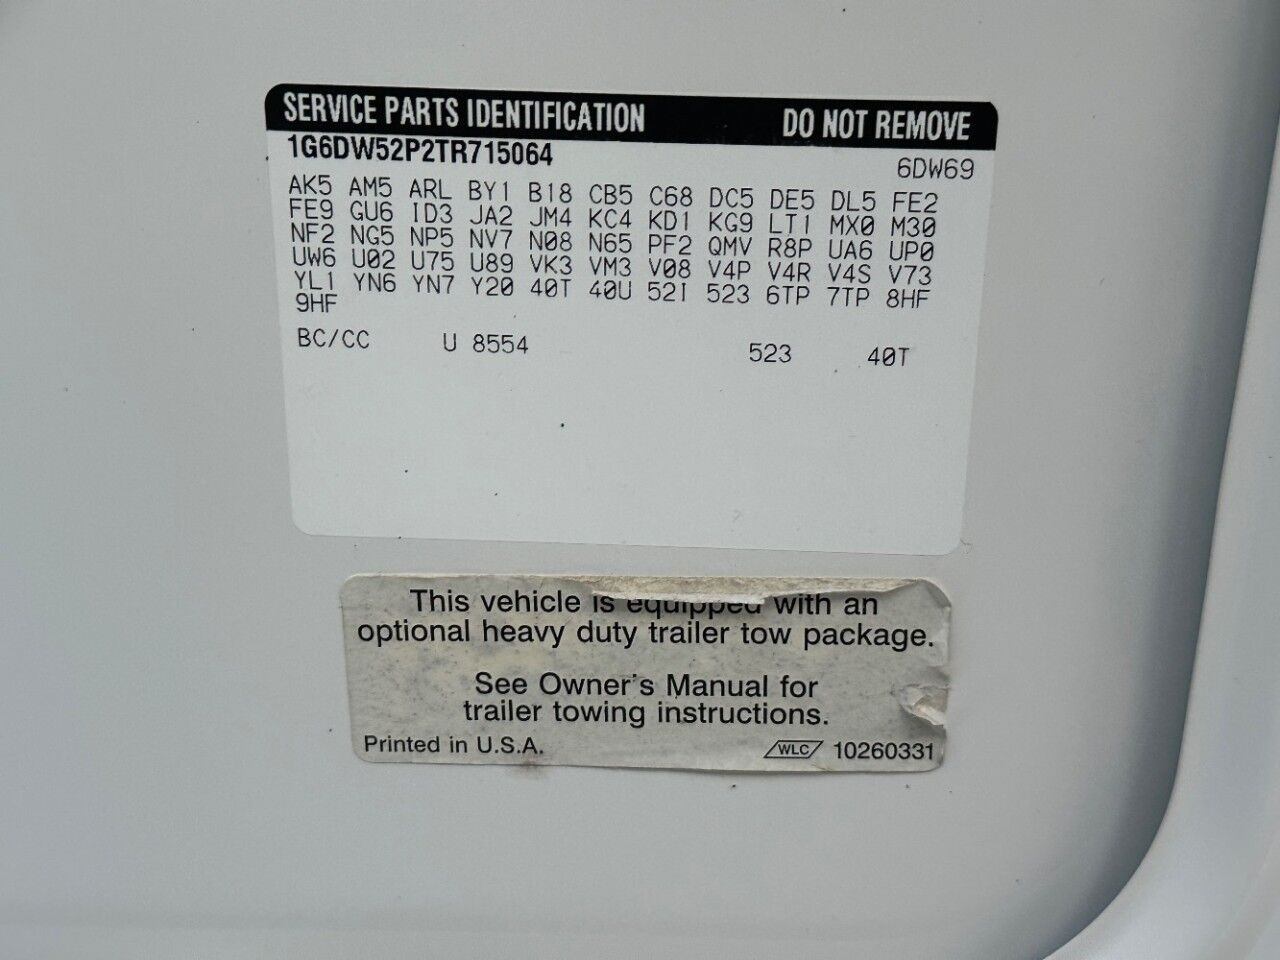 SERVICE PARTS IDENTIFICATION DO NOT REMOVE
1G6DW52P2TR715064 6DW69
AK5 AM5 ARL BY1 B18 CB5 C68 DC5 DE5 DL5 FE2
FE9 GU6 ID3 JA2 JM4 KC4 KD1 KG9 LT1 MX0 M30
NF2 NG5 NP5 NV7 N08 N65 PF2 QMV R8P UA6 UP0
UW6 U02 U75 U89 VK3 VM3 V08 V4P V4R V4S V73
YL1 YN6 YN7 Y20 40T 40U 52I 523 6TP 7TP 8HF
9HF
BC/CC U 8554 523 40T
This vehicle is equipped with an
optional heavy duty trailer tow package.
See Owner's Manual for
trailer towing instructions.
Printed in U.S.A. WLC 10260331